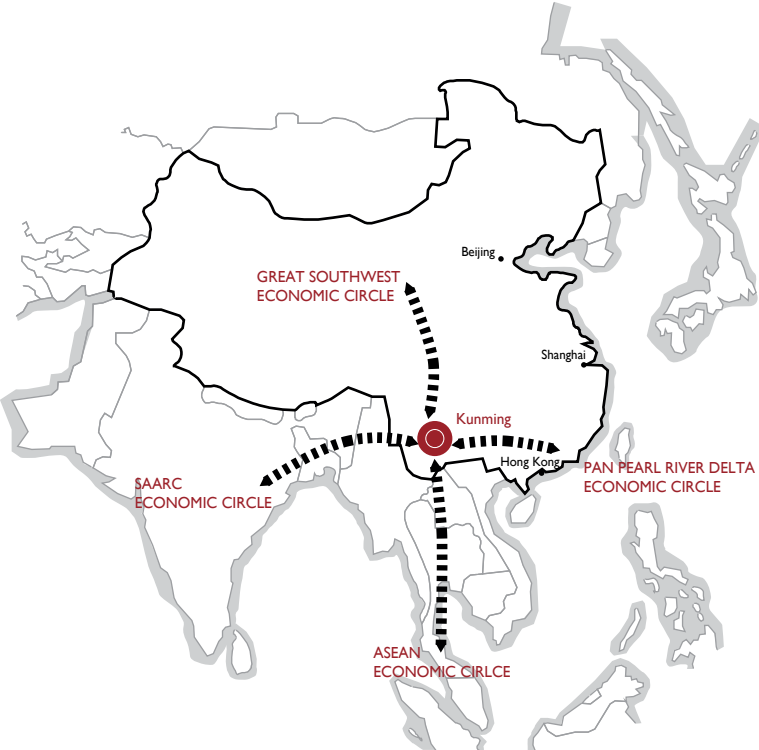 Beijing
GREAT SOUTHWEST
ECONOMIC CIRCLE
Shanghai
Kunming
Hong Kong
PAN PEARL RIVER DELTA
ECONOMIC CIRCLE
SAARC
ECONOMIC CIRCLE
ASEAN
ECONOMIC CIRLCE